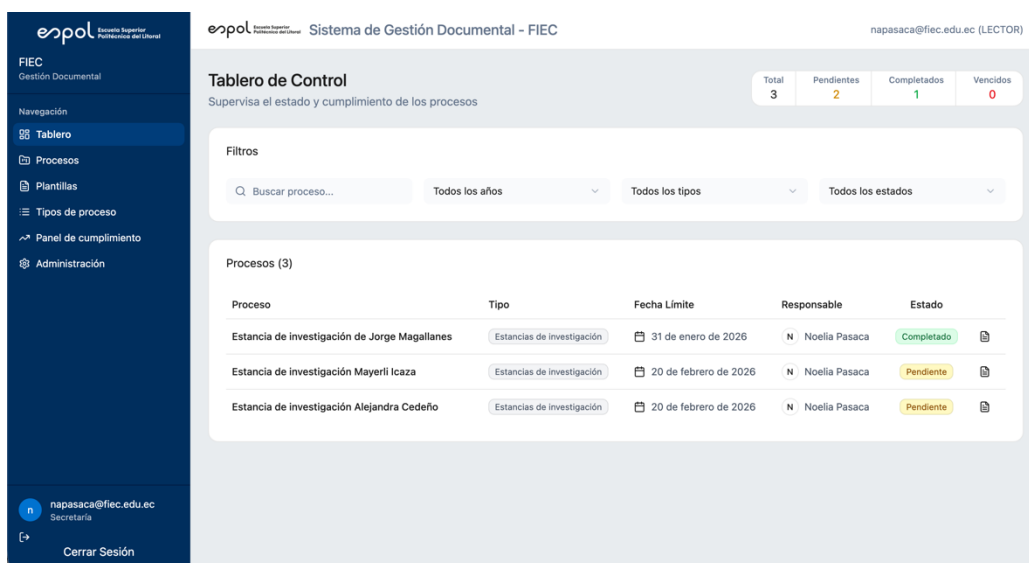 espol Escuela Superior Politécnica del Litoral
FIEC
Gestión Documental
Navegación
Tablero
Procesos
Plantillas
Tipos de proceso
Panel de cumplimiento
Administración
n
napasaca@fiec.edu.ec
Secretaría
Cerrar Sesión
espol Escuela Superior Politécnica del Litoral Sistema de Gestión Documental - FIEC napasaca@fiec.edu.ec (LECTOR)
Tablero de Control
Supervisa el estado y cumplimiento de los procesos
Total Pendientes Completados Vencidos
3 2 1 0
Filtros
Buscar proceso... Todos los años Todos los tipos Todos los estados
Procesos (3)
Proceso Tipo Fecha Límite Responsable Estado
Estancia de investigación de Jorge Magallanes Estancias de investigación 31 de enero de 2026 N Noelia Pasaca Completado
Estancia de investigación Mayerli Icaza Estancias de investigación 20 de febrero de 2026 N Noelia Pasaca Pendiente
Estancia de investigación Alejandra Cedeño Estancias de investigación 20 de febrero de 2026 N Noelia Pasaca Pendiente